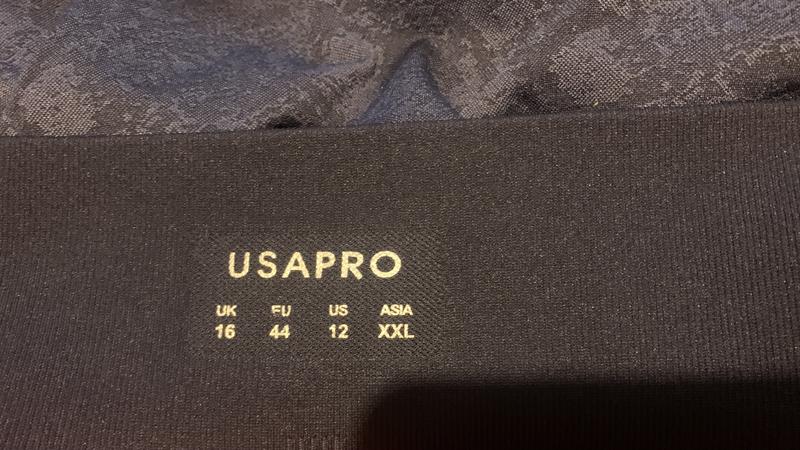 USAPRO
UK EU US ASIA
16 44 12 XXL